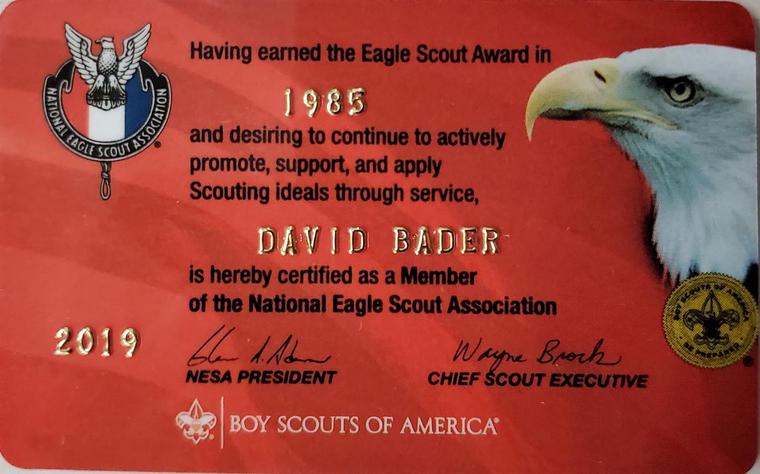 NATIONAL EAGLE SCOUT ASSOCIATION
Having earned the Eagle Scout Award in
1985
and desiring to continue to actively
promote, support, and apply
Scouting ideals through service,
DAVID BADER
is hereby certified as a Member
of the National Eagle Scout Association
2019
Wayne Brock
NESA PRESIDENT
CHIEF SCOUT EXECUTIVE
BOY SCOUTS OF AMERICA
BE PREPARED
BOY SCOUTS OF AMERICA®